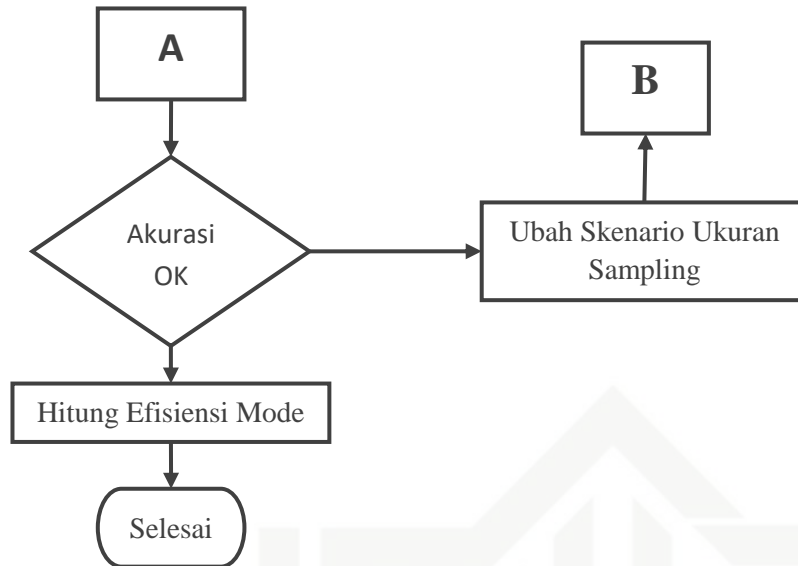 A
B
Akurasi
OK
Ubah Skenario Ukuran
Sampling
Hitung Efisiensi Mode
Selesai